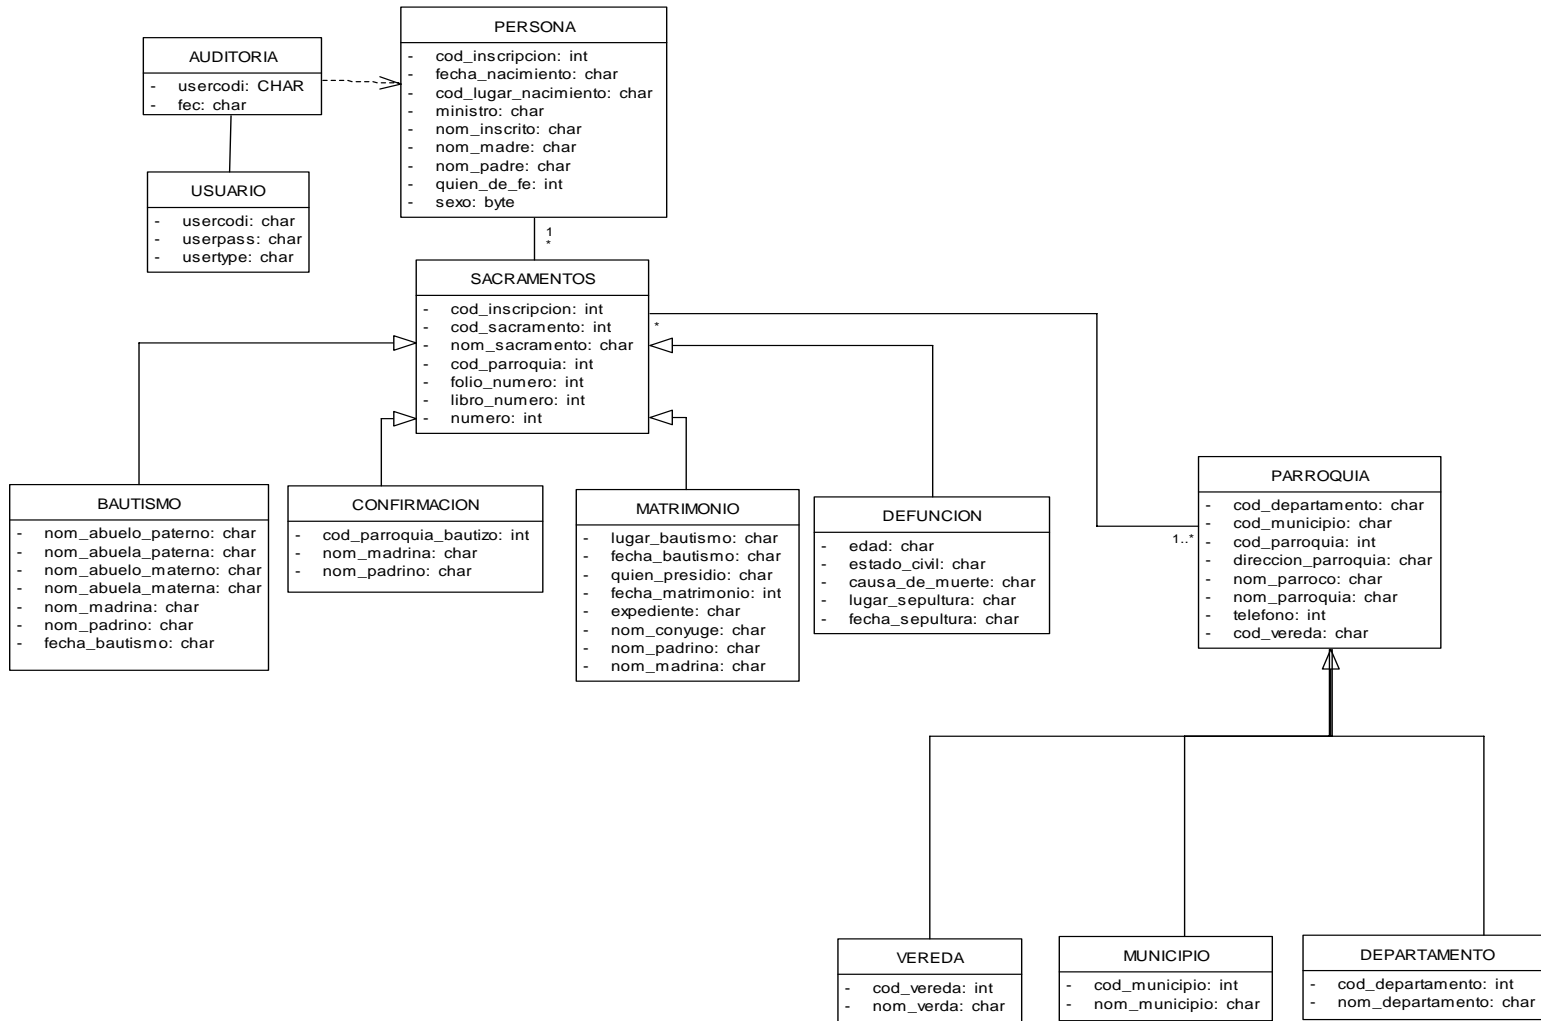 PERSONA
- cod_inscripcion: int
- fecha_nacimiento: char
- cod_lugar_nacimiento: char
- ministro: char
- nom_inscrito: char
- nom_madre: char
- nom_padre: char
- quien_de_fe: int
- sexo: byte
AUDITORIA
- usercodi: CHAR
- fec: char
USUARIO
- usercodi: char
- userpass: char
- usertype: char
1
*
SACRAMENTOS
- cod_inscripcion: int
- cod_sacramento: int
- nom_sacramento: char
- cod_parroquia: int
- folio_numero: int
- libro_numero: int
- numero: int
*
1..*
BAUTISMO
- nom_abuelo_paterno: char
- nom_abuela_paterna: char
- nom_abuelo_materno: char
- nom_abuela_materna: char
- nom_madrina: char
- nom_padrino: char
- fecha_bautismo: char
CONFIRMACION
- cod_parroquia_bautizo: int
- nom_madrina: char
- nom_padrino: char
MATRIMONIO
- lugar_bautismo: char
- fecha_bautismo: char
- quien_presidio: char
- fecha_matrimonio: int
- expediente: char
- nom_conyuge: char
- nom_padrino: char
- nom_madrina: char
DEFUNCION
- edad: char
- estado_civil: char
- causa_de_muerte: char
- lugar_sepultura: char
- fecha_sepultura: char
PARROQUIA
- cod_departamento: char
- cod_municipio: char
- cod_parroquia: int
- direccion_parroquia: char
- nom_parroco: char
- nom_parroquia: char
- telefono: int
- cod_vereda: char
VEREDA
- cod_vereda: int
- nom_verda: char
MUNICIPIO
- cod_municipio: int
- nom_municipio: char
DEPARTAMENTO
- cod_departamento: int
- nom_departamento: char